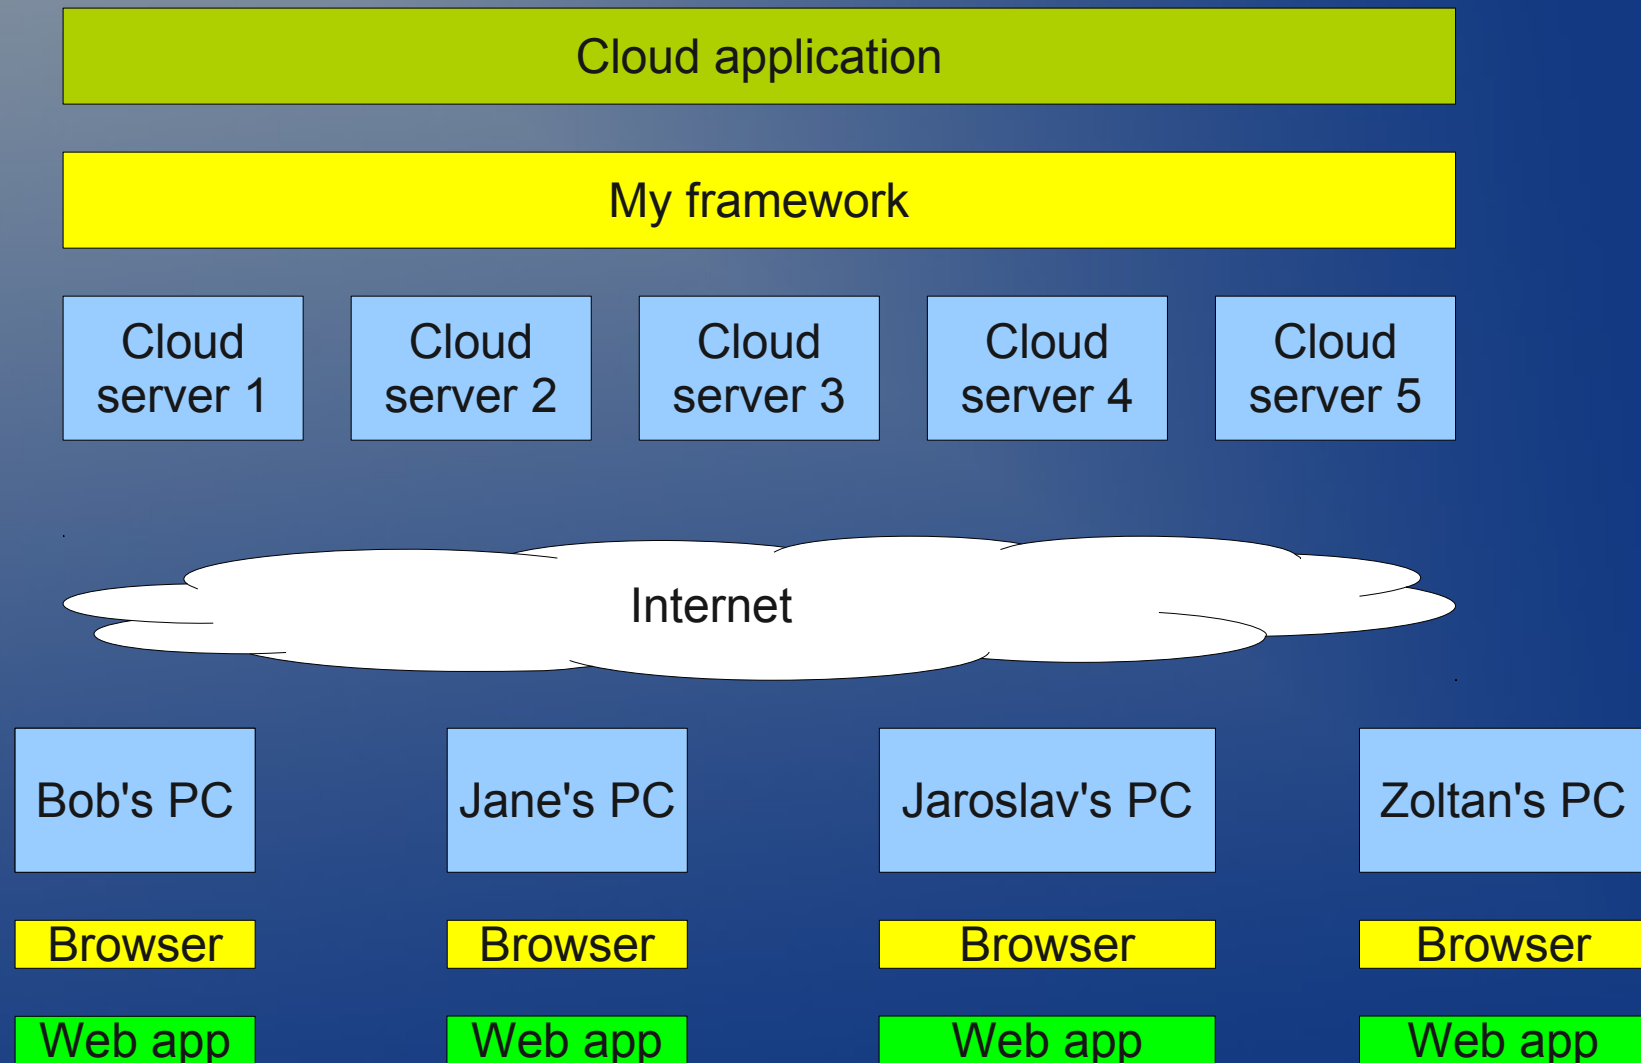 Cloud application
My framework
Cloud
server 1
Cloud
server 2
Cloud
server 3
Cloud
server 4
Cloud
server 5
Internet
Bob's PC
Jane's PC
Jaroslav's PC
Zoltan's PC
Browser
Browser
Browser
Browser
Web app
Web app
Web app
Web app